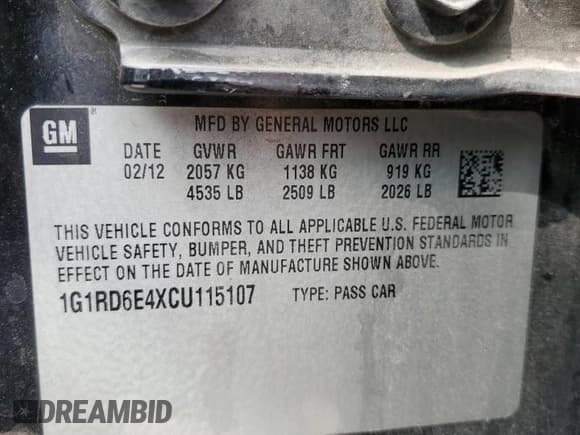 GM ®
MFD BY GENERAL MOTORS LLC
DATE GVWR GAWR FRT GAWR RR
02/12 2057 KG 1138 KG 919 KG
4535 LB 2509 LB 2026 LB
THIS VEHICLE CONFORMS TO ALL APPLICABLE U.S. FEDERAL MOTOR
VEHICLE SAFETY, BUMPER, AND THEFT PREVENTION STANDARDS IN
EFFECT ON THE DATE OF MANUFACTURE SHOWN ABOVE.
1G1RD6E4XCU115107 TYPE: PASS CAR
DREAMBID